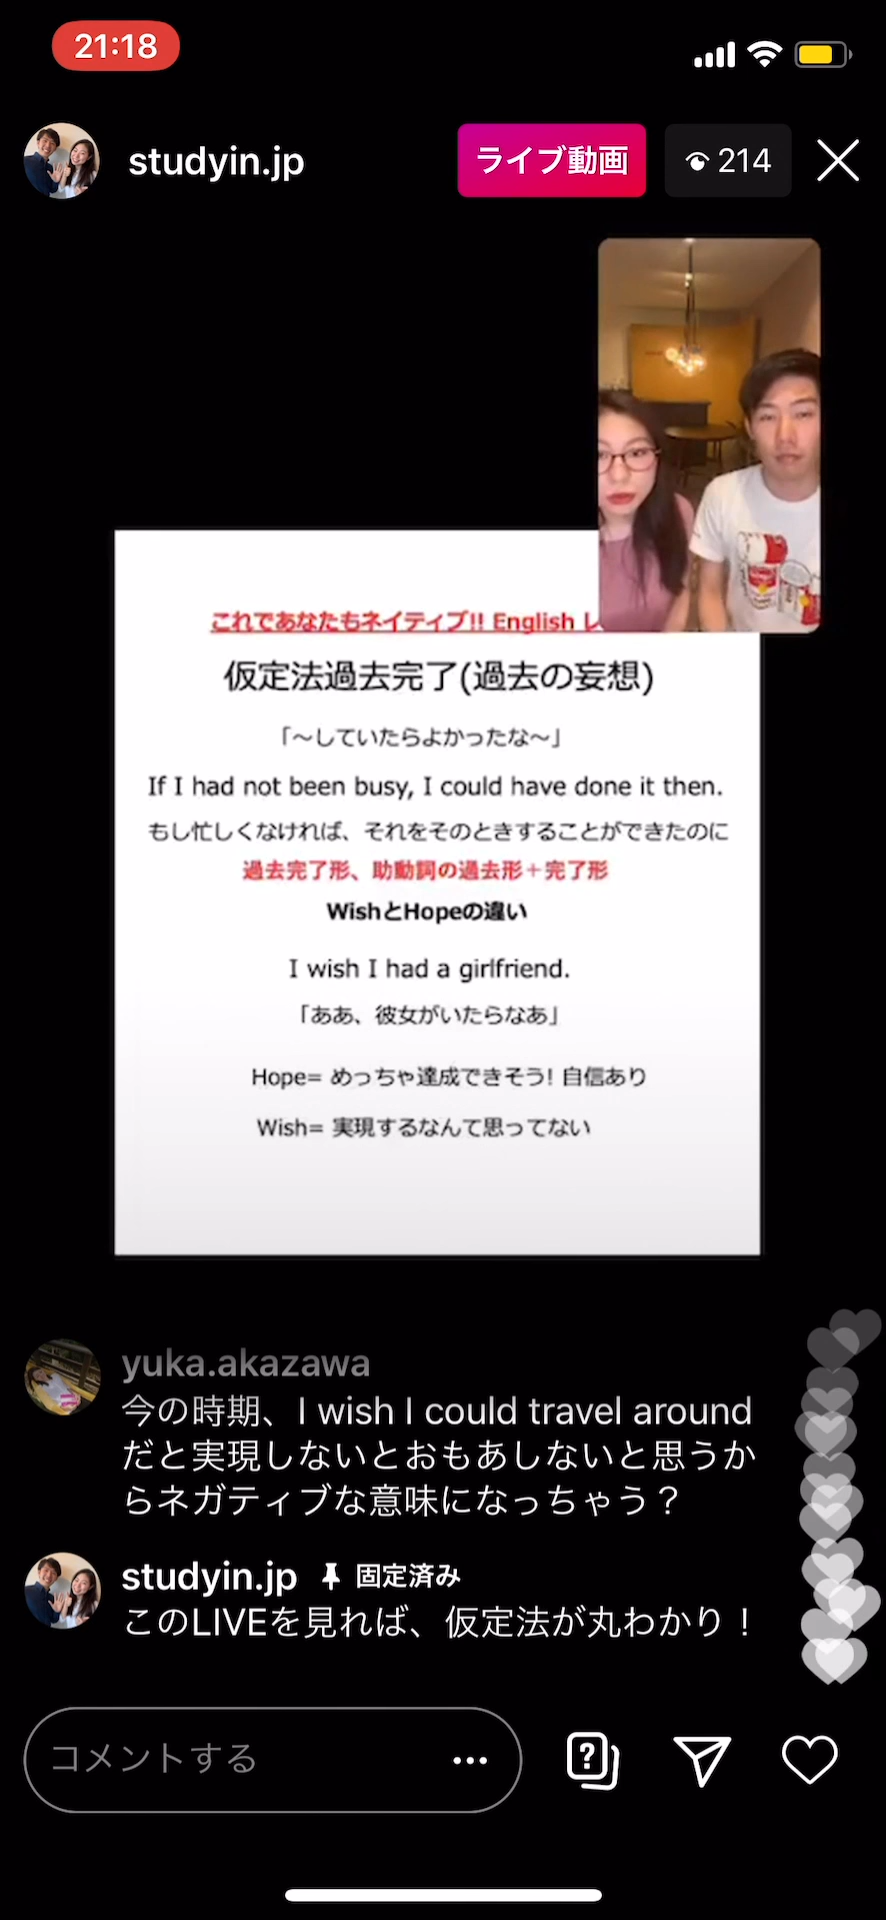 21:18
studyin.jp
ライブ動画
214
これであなたもネイティブ!! English レ
仮定法過去完了(過去の妄想)
「～していたらよかったな～」
If I had not been busy, I could have done it then.
もし忙しくなければ、それをそのときすることができたのに
過去完了形、助動詞の過去形＋完了形
WishとHopeの違い
I wish I had a girlfriend.
「ああ、彼女がいたらなあ」
Hope= めっちゃ達成できそう! 自信あり
Wish= 実現するなんて思ってない
yuka.akazawa
今の時期、I wish I could travel around
だと実現しないとおもあしないと思うか
らネガティブな意味になっちゃう？
studyin.jp 固定済み
このLIVEを見れば、仮定法が丸わかり！
コメントする